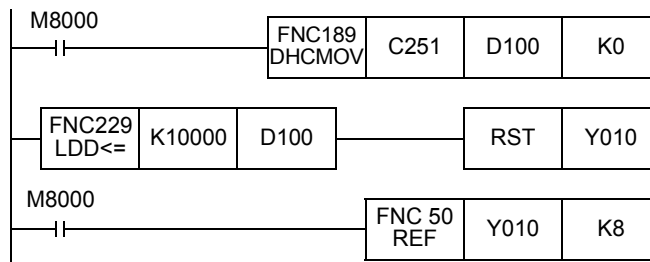 M8000
FNC189
DHCMOV
C251
D100
K0
FNC229
LDD<=
K10000
D100
RST
Y010
M8000
FNC 50
REF
Y010
K8